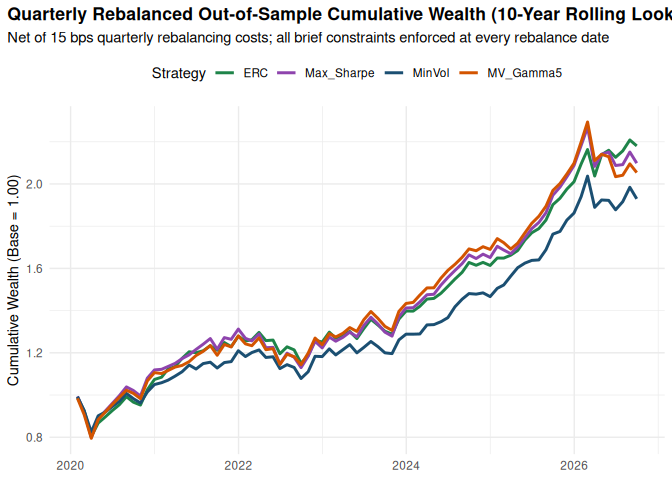 Quarterly Rebalanced Out-of-Sample Cumulative Wealth (10-Year Rolling Look
Net of 15 bps quarterly rebalancing costs; all brief constraints enforced at every rebalance date
Strategy ERC Max_Sharpe MinVol MV_Gamma5
Cumulative Wealth (Base = 1.00)
2.0
1.6
1.2
0.8
2020 2022 2024 2026